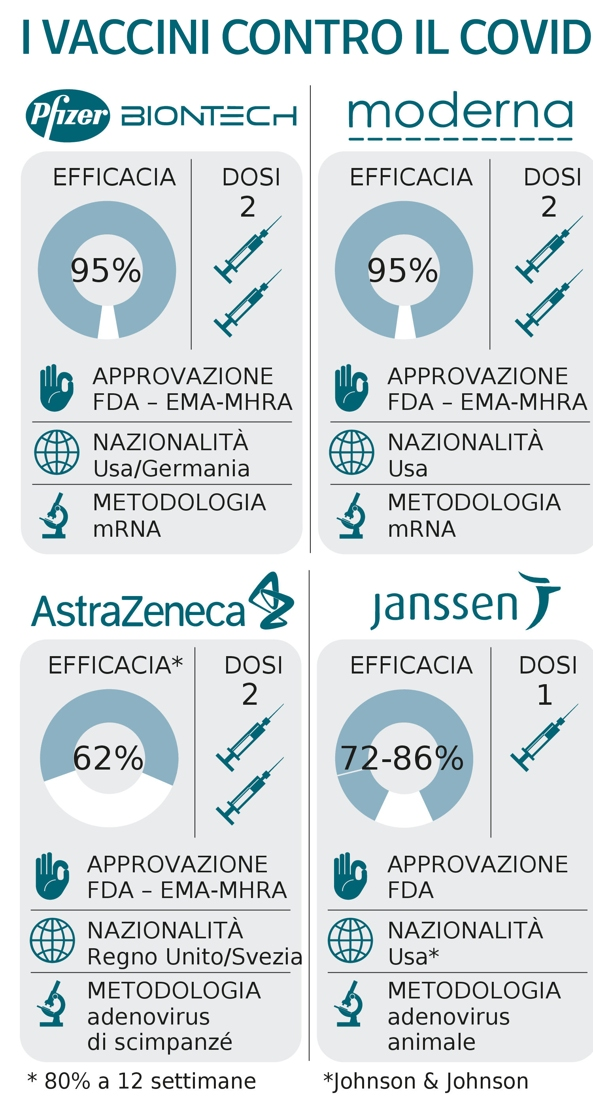 I VACCINI CONTRO IL COVID
Pfizer BIONTECH
EFFICACIA
DOSI
2
95%
APPROVAZIONE
FDA – EMA-MHRA
NAZIONALITÀ
Usa/Germania
METODOLOGIA
mRNA
moderna
EFFICACIA
DOSI
2
95%
APPROVAZIONE
FDA – EMA-MHRA
NAZIONALITÀ
Usa
METODOLOGIA
mRNA
AstraZeneca
EFFICACIA*
DOSI
2
62%
APPROVAZIONE
FDA – EMA-MHRA
NAZIONALITÀ
Regno Unito/Svezia
METODOLOGIA
adenovirus
di scimpanzé
* 80% a 12 settimane
janssen
EFFICACIA
DOSI
1
72-86%
APPROVAZIONE
FDA
NAZIONALITÀ
Usa*
METODOLOGIA
adenovirus
animale
*Johnson & Johnson